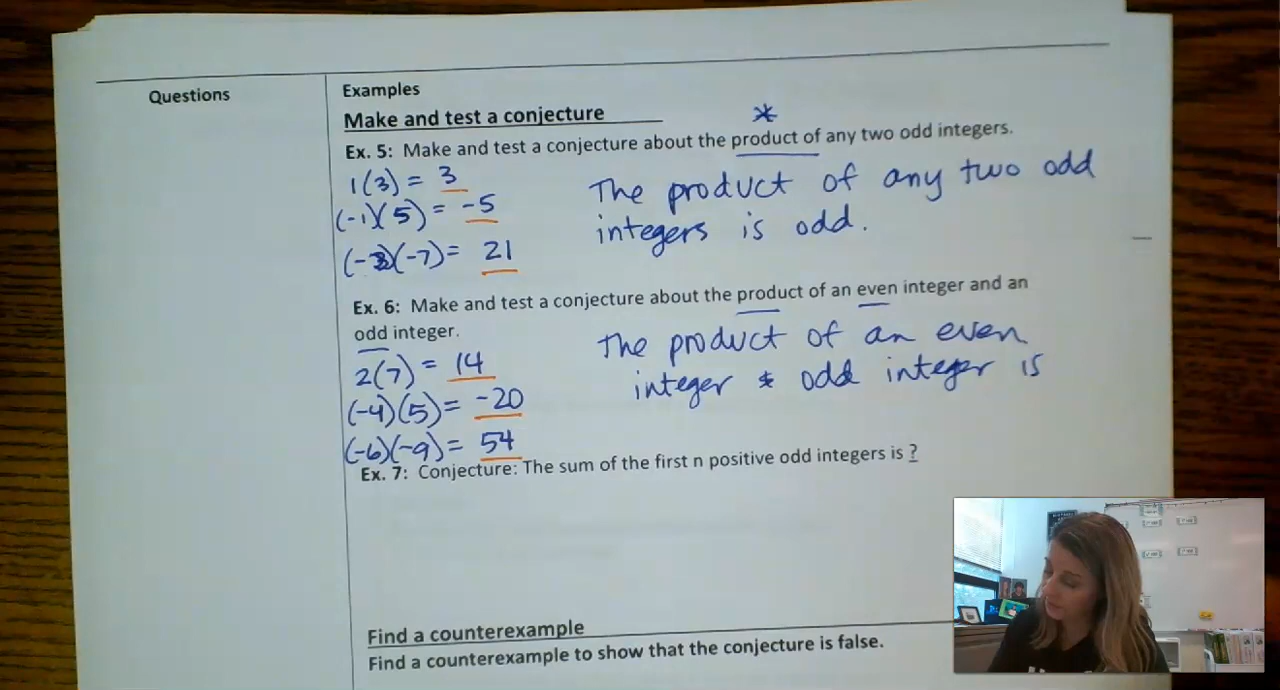 Questions
Examples
Make and test a conjecture
*
Ex. 5: Make and test a conjecture about the product of any two odd integers.
1(3) = 3
(-1)(5) = -5
(-3)(-7) = 21
The product of any two odd
integers is odd.
Ex. 6: Make and test a conjecture about the product of an even integer and an
odd integer.
2(7) = 14
(-4)(5) = -20
(-6)(-9) = 54
The product of an even
integer & odd integer is
Ex. 7: Conjecture: The sum of the first n positive odd integers is ?
Find a counterexample
Find a counterexample to show that the conjecture is false.